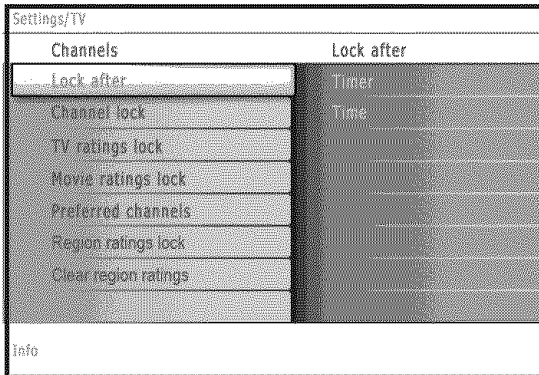 Settings/TV
Channels
Lock after
Lock after
Timer
Channel lock
Time
TV ratings lock
Movie ratings lock
Preferred channels
Region ratings lock
Clear region ratings
Info